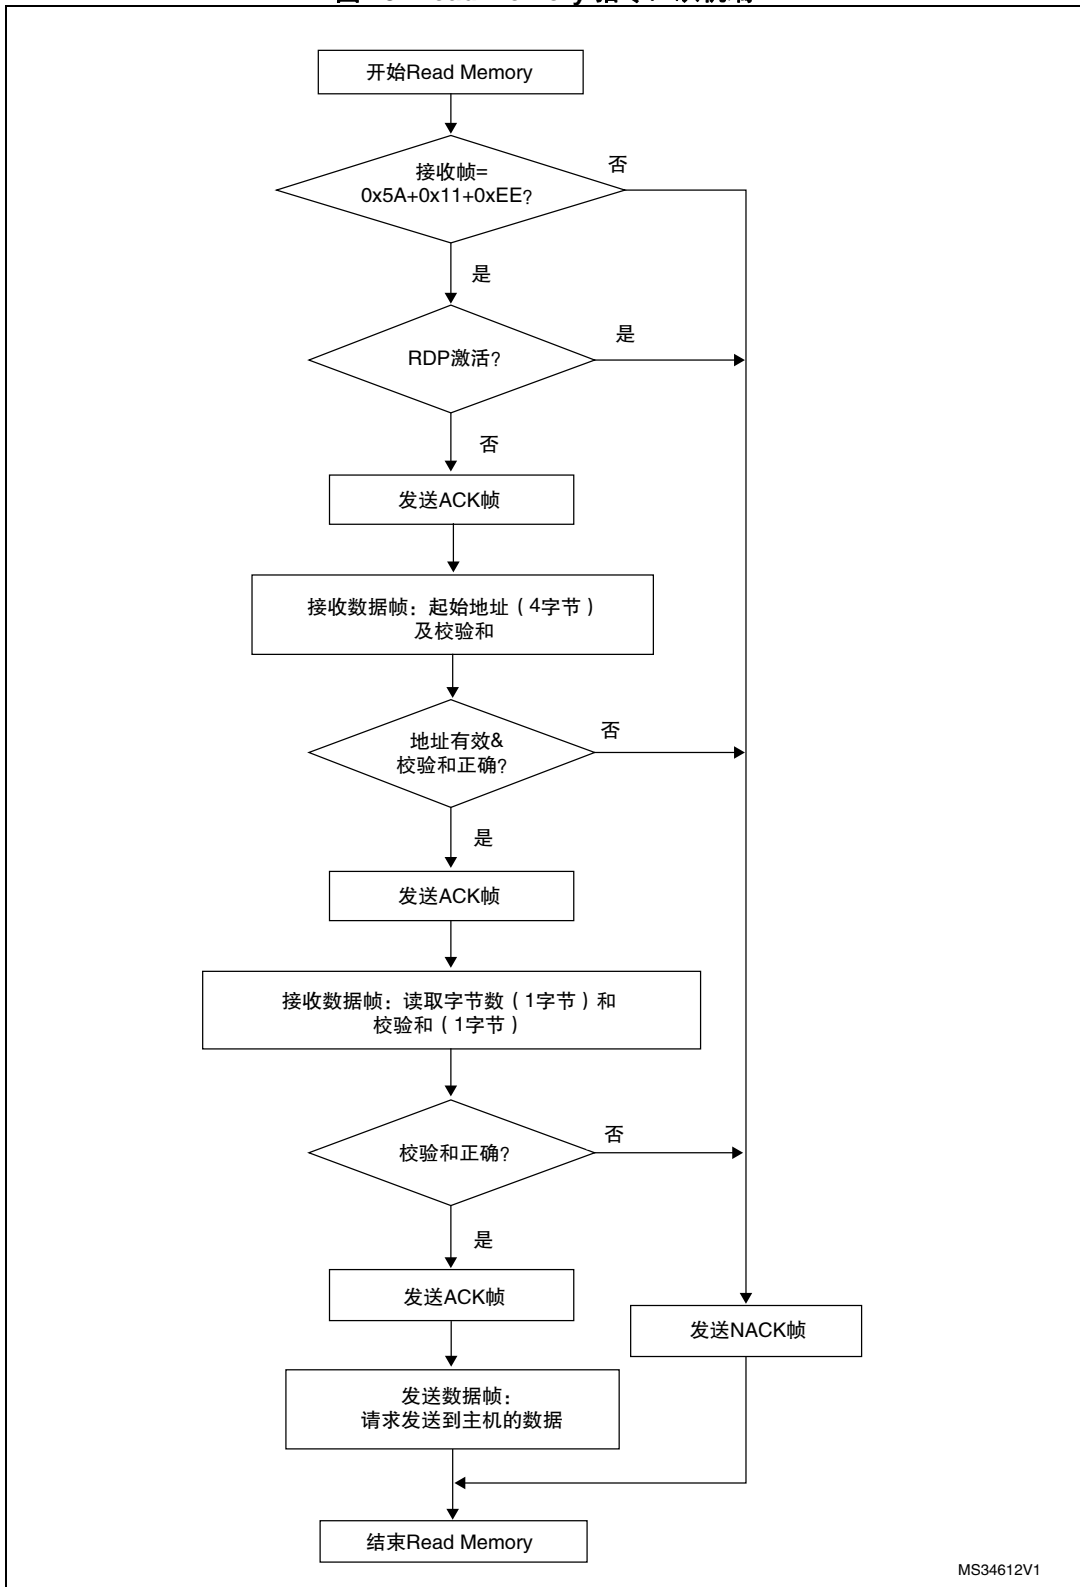 开始Read Memory
接收帧=
0x5A+0x11+0xEE?
否
是
RDP激活?
是
否
发送ACK帧
接收数据帧:起始地址(4字节)
及校验和
地址有效&
校验和正确?
否
是
发送ACK帧
接收数据帧:读取字节数(1字节)和
校验和(1字节)
校验和正确?
否
是
发送ACK帧
发送NACK帧
发送数据帧:
请求发送到主机的数据
结束Read Memory
MS34612V1